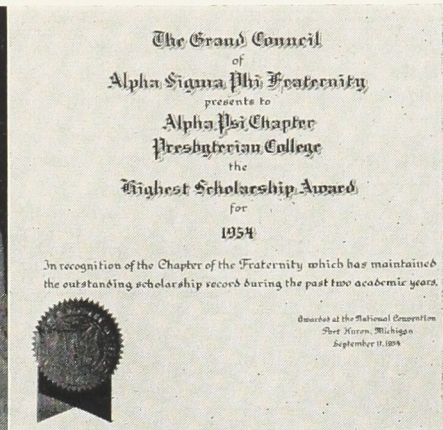 The Grand Council
of
Alpha Sigma Phi Fraternity
presents to
Alpha Psi Chapter
Presbyterian College
the
Highest Scholarship Award
for
1954
In recognition of the Chapter of the Fraternity which has maintained
the outstanding scholarship record during the past two academic years.
Awarded at the National Convention
Port Huron, Michigan
September 11, 1954